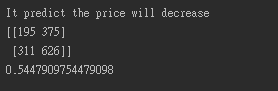 It predict the price will decrease
[[195 375]
 [311 626]]
0.5447909754479098